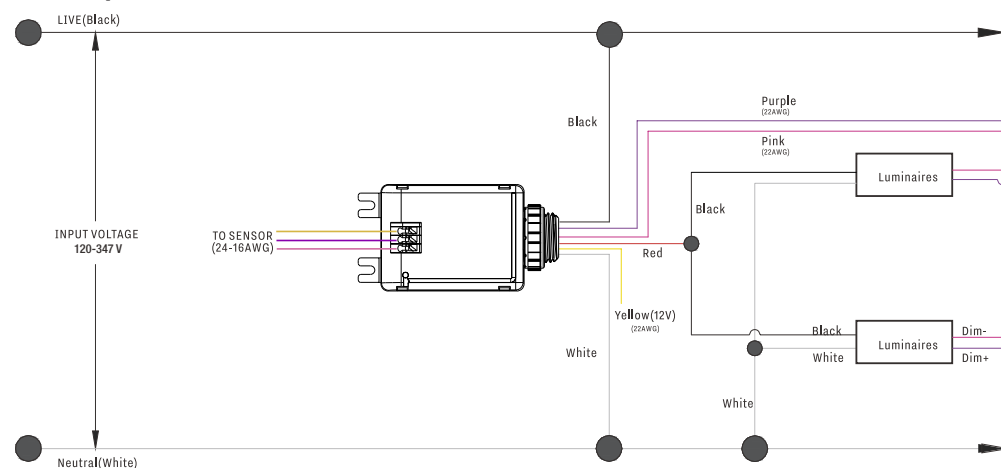 LIVE(Black)
Purple
(22AWG)
Black
Pink
(22AWG)
Luminaires
Black
INPUT VOLTAGE
120-347 V
TO SENSOR
(24-16AWG)
Red
Yellow(12V)
(22AWG)
Black
White
Luminaires
Dim-
Dim+
White
White
Neutral(White)